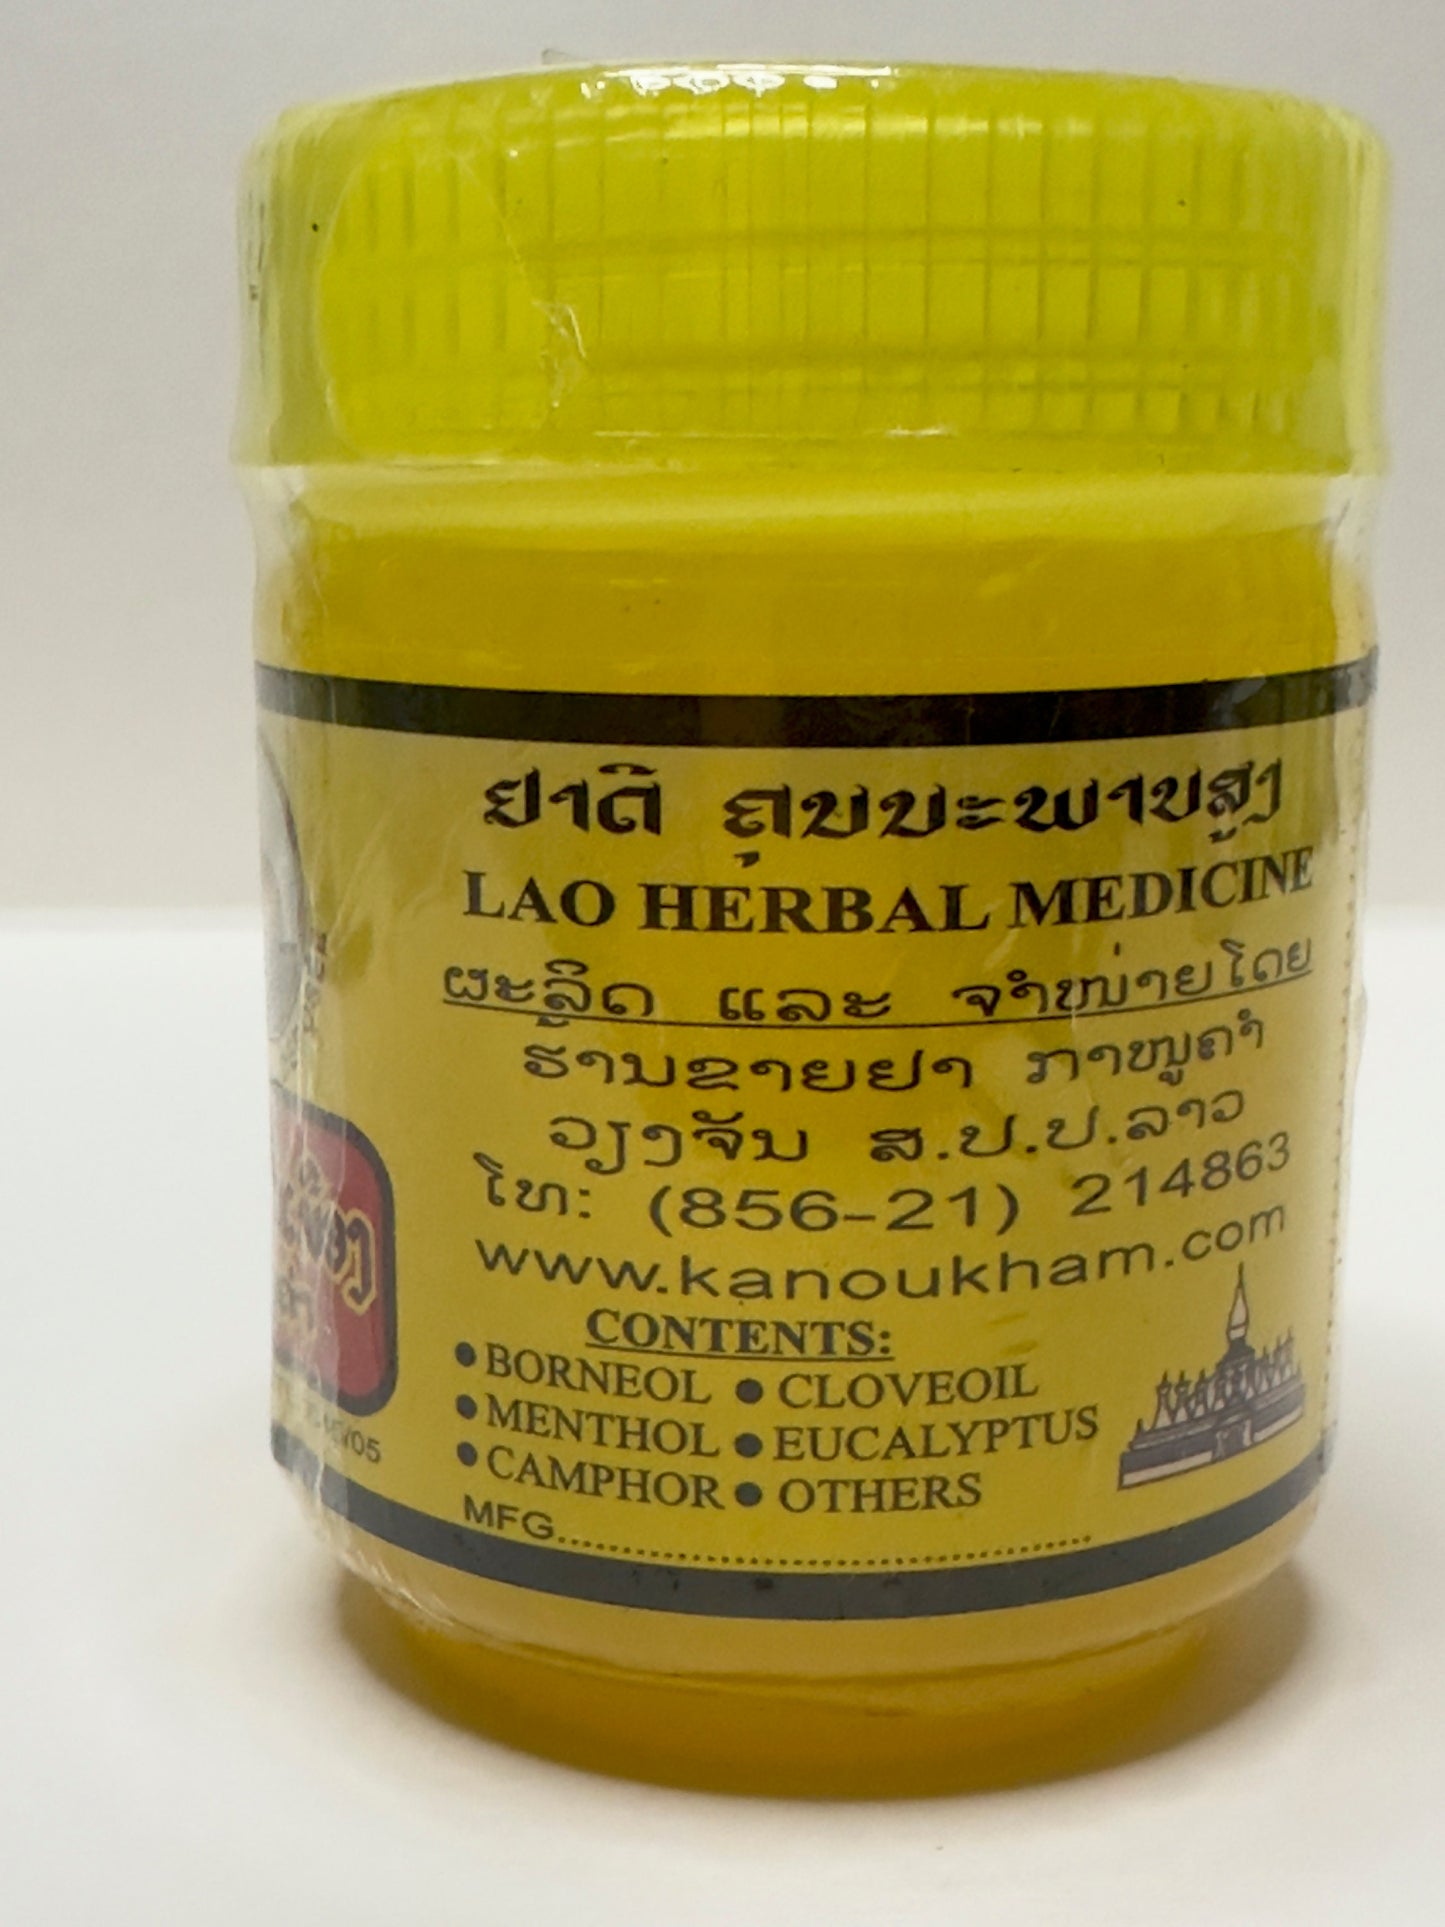 ຢາດີ ຄຸນນະພາບສູງ
LAO HERBAL MEDICINE
ຜະລິດ ແລະ ຈຳໜ່າຍໂດຍ
ຮ້ານຂາຍຢາ ກາໜູຄຳ
ວຽງຈັນ ສ.ປ.ປ.ລາວ
ໂທ: (856-21) 214863
www.kanoukham.com
CONTENTS:
● BORNEOL ● CLOVEOIL
● MENTHOL ● EUCALYPTUS
● CAMPHOR ● OTHERS
MFG..........................................................